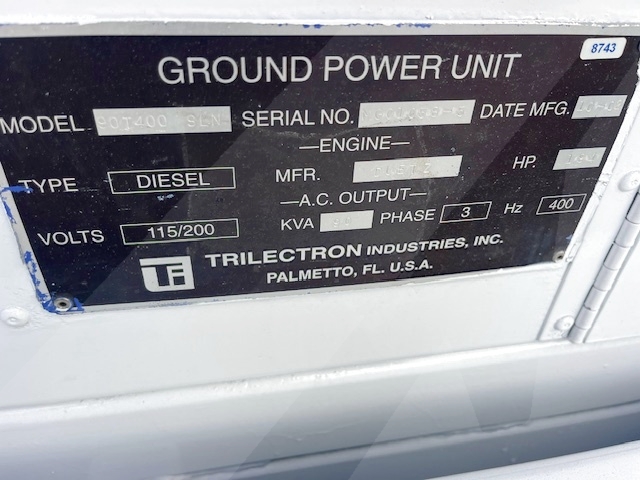 8743
GROUND POWER UNIT
MODEL SERIAL NO. DATE MFG.
—ENGINE—
TYPE DIESEL MFR. HP.
—A.C. OUTPUT—
VOLTS 115/200 KVA PHASE 3 Hz 400
TRILECTRON INDUSTRIES, INC.
PALMETTO, FL. U.S.A.